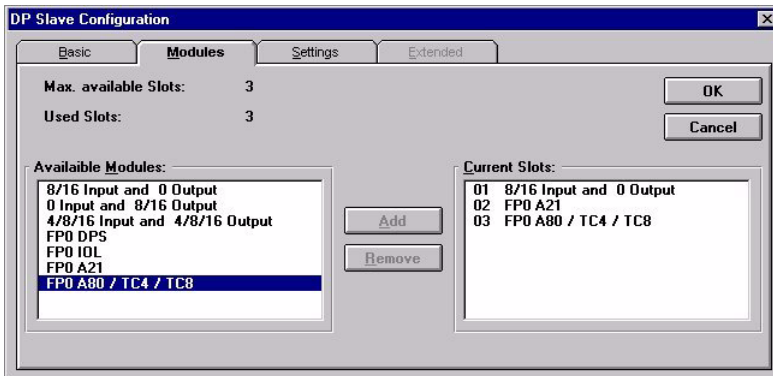 DP Slave Configuration
Basic Modules Settings Extended
Max. available Slots: 3
Used Slots: 3
OK
Cancel
Availaible Modules:
8/16 Input and 0 Output
0 Input and 8/16 Output
4/8/16 Input and 4/8/16 Output
FP0 DPS
FP0 IOL
FP0 A21
FP0 A80 / TC4 / TC8
Add
Remove
Current Slots:
01 8/16 Input and 0 Output
02 FP0 A21
03 FP0 A80 / TC4 / TC8